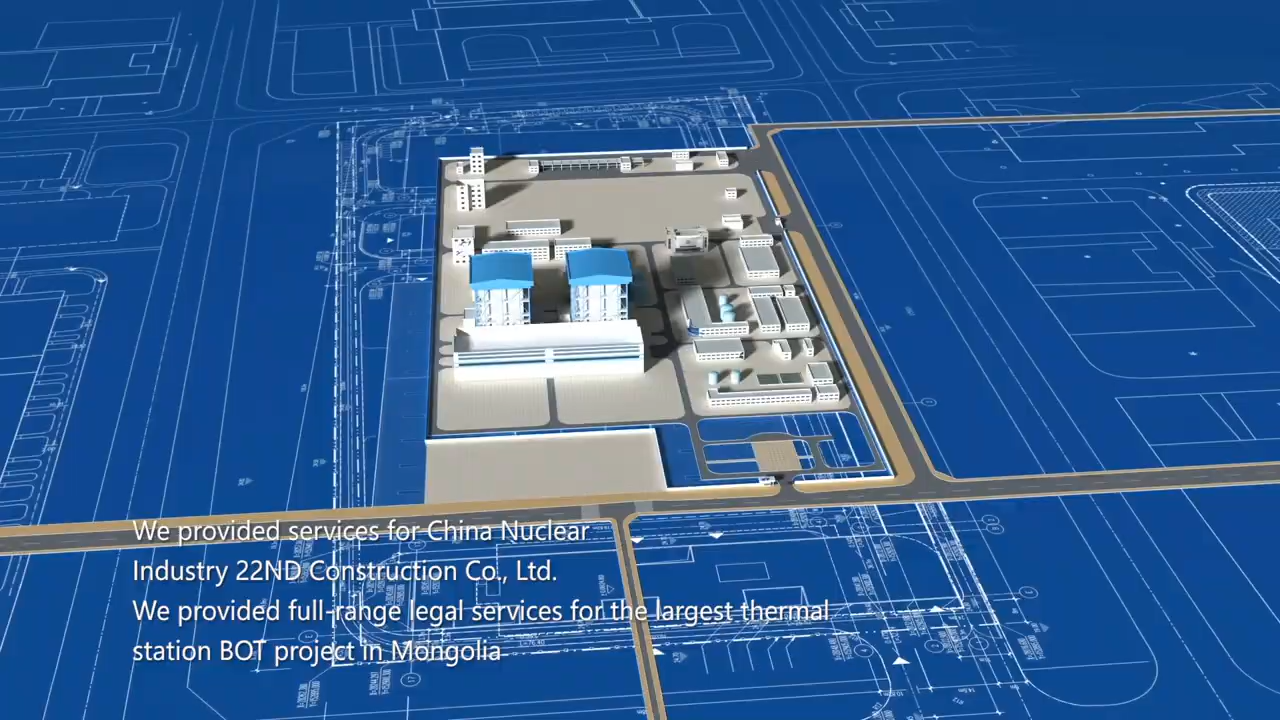 We provided services for China Nuclear
Industry 22ND Construction Co., Ltd.
We provided full-range legal services for the largest thermal
station BOT project in Mongolia